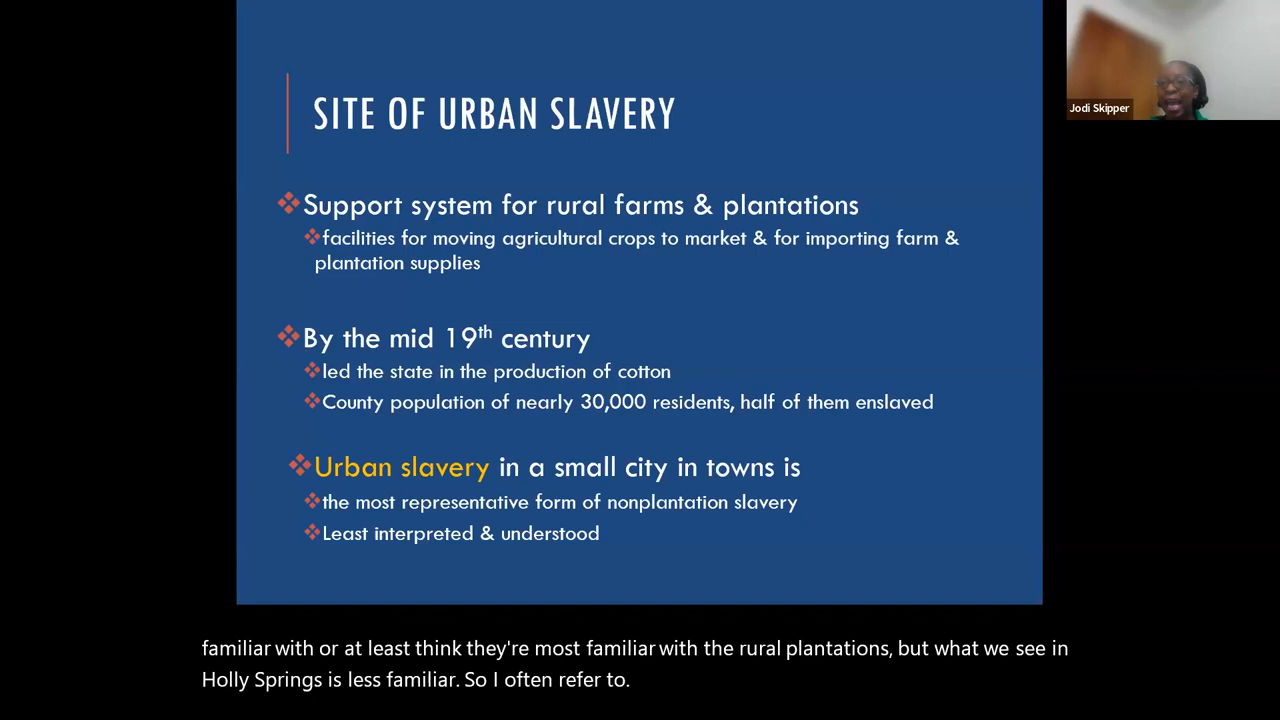 SITE OF URBAN SLAVERY
Jodi Skipper
❖Support system for rural farms & plantations
❖facilities for moving agricultural crops to market & for importing farm &
plantation supplies
❖By the mid 19th century
❖led the state in the production of cotton
❖County population of nearly 30,000 residents, half of them enslaved
❖Urban slavery in a small city in towns is
❖the most representative form of nonplantation slavery
❖Least interpreted & understood
familiar with or at least think they're most familiar with the rural plantations, but what we see in
Holly Springs is less familiar. So I often refer to.